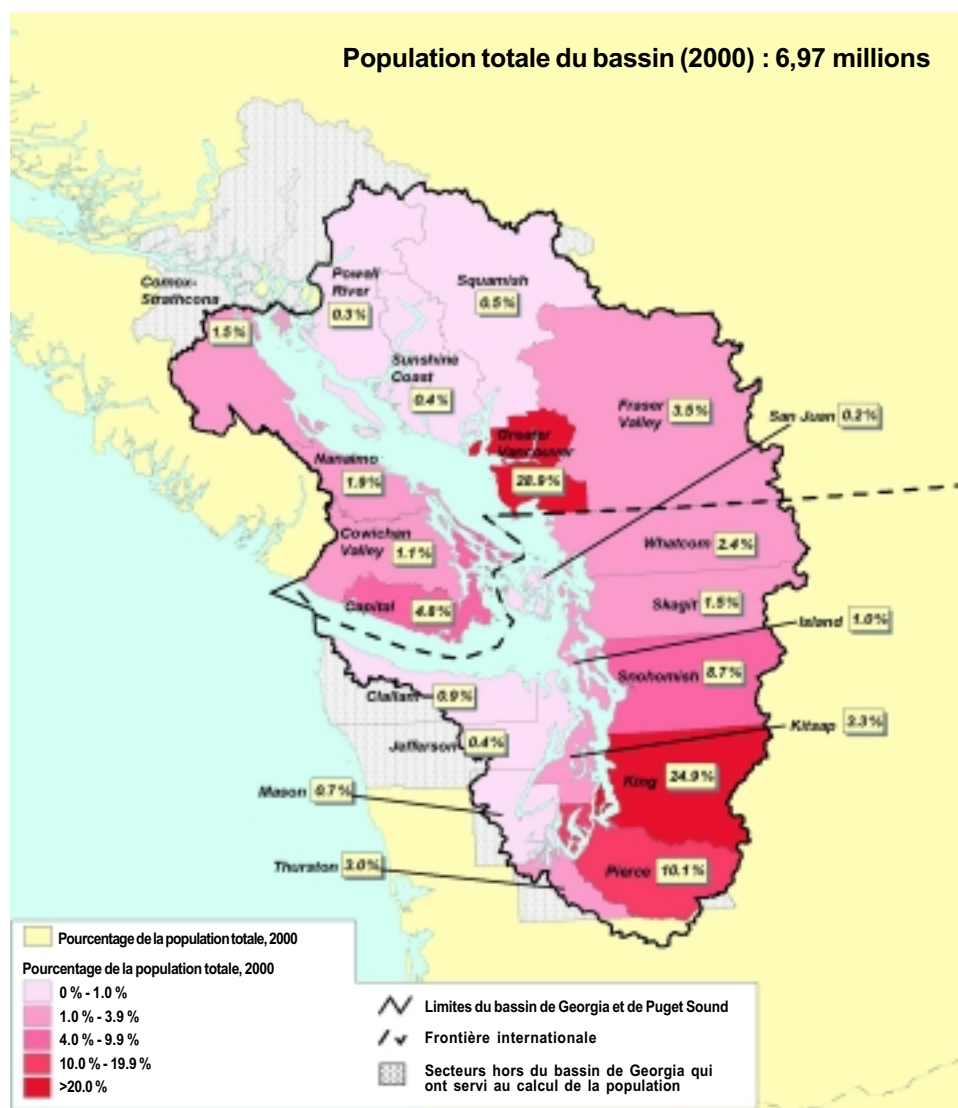 Population totale du bassin (2000) : 6,97 millions
Comox-
Strathcona
1.5%
Powell
River
0.3%
Squamish
0.5%
Sunshine
Coast
0.4%
Fraser
Valley
3.5%
San Juan 0.2%
Greater
Vancouver
28.9%
Nanaimo
1.9%
Cowichan
Valley
1.1%
Whatcom 2.4%
Capital 4.8%
Skagit 1.5%
Island 1.0%
Snohomish 8.7%
Clallam 0.9%
Kitsap 3.3%
Jefferson 0.4%
King 24.9%
Mason 0.7%
Thurston 3.0%
Pierce 10.1%
Pourcentage de la population totale, 2000
Pourcentage de la population totale, 2000
0 % - 1.0 %
1.0 % - 3.9 %
4.0 % - 9.9 %
10.0 % - 19.9 %
>20.0 %
Limites du bassin de Georgia et de Puget Sound
Frontière internationale
Secteurs hors du bassin de Georgia qui
ont servi au calcul de la population